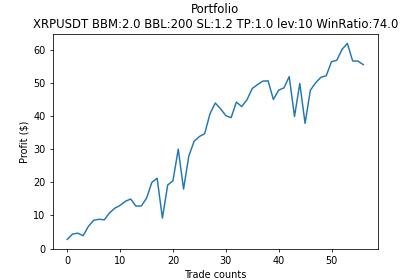 Portfolio
XRPUSDT BBM:2.0 BBL:200 SL:1.2 TP:1.0 lev:10 WinRatio:74.0
60
50
40
30
20
10
0
Profit ($)
0 10 20 30 40 50
Trade counts